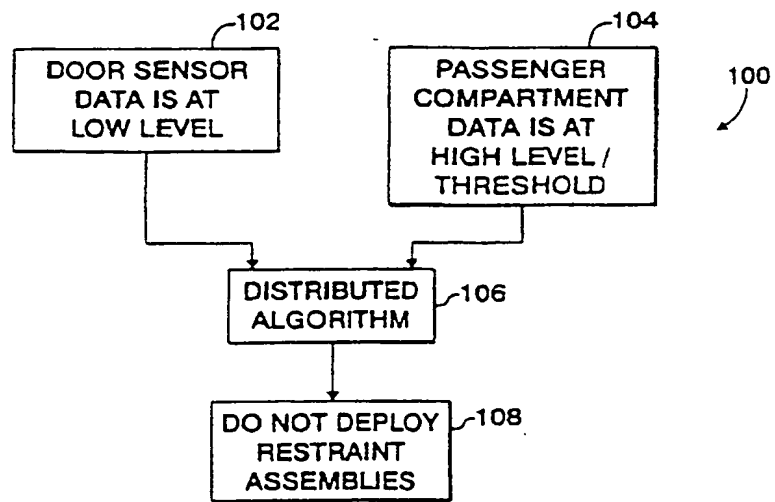 102
DOOR SENSOR
DATA IS AT
LOW LEVEL
104
PASSENGER
COMPARTMENT
DATA IS AT
HIGH LEVEL/
THRESHOLD
100
DISTRIBUTED
ALGORITHM
106
DO NOT DEPLOY
RESTRAINT
ASSEMBLIES
108